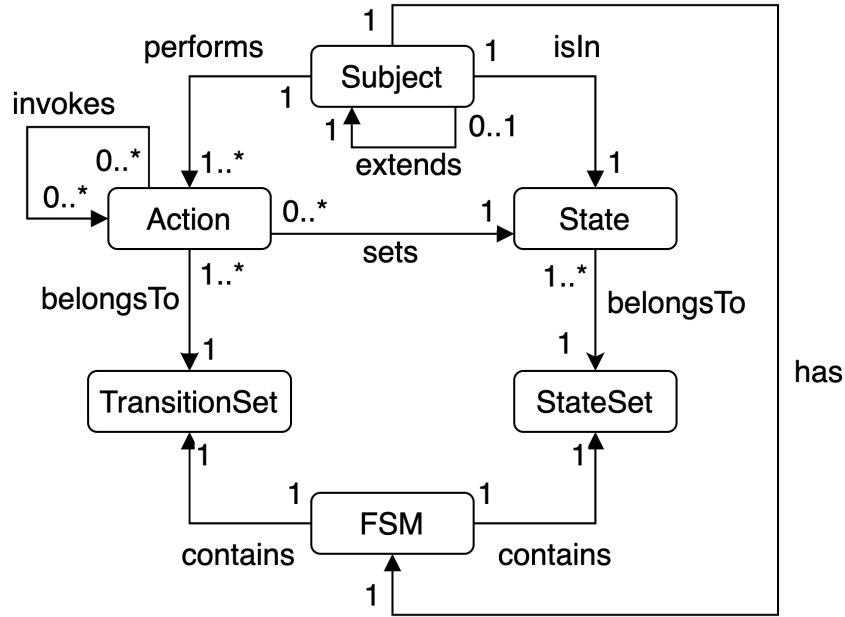 1
performs
1
isIn
Subject
invokes
1
1
0..1
0..*
1..*
extends
1
0..*
Action
0..*
1
State
sets
1..*
1..*
belongsTo
belongsTo
1
1
has
TransitionSet
StateSet
1
1
1
1
FSM
contains
contains
1